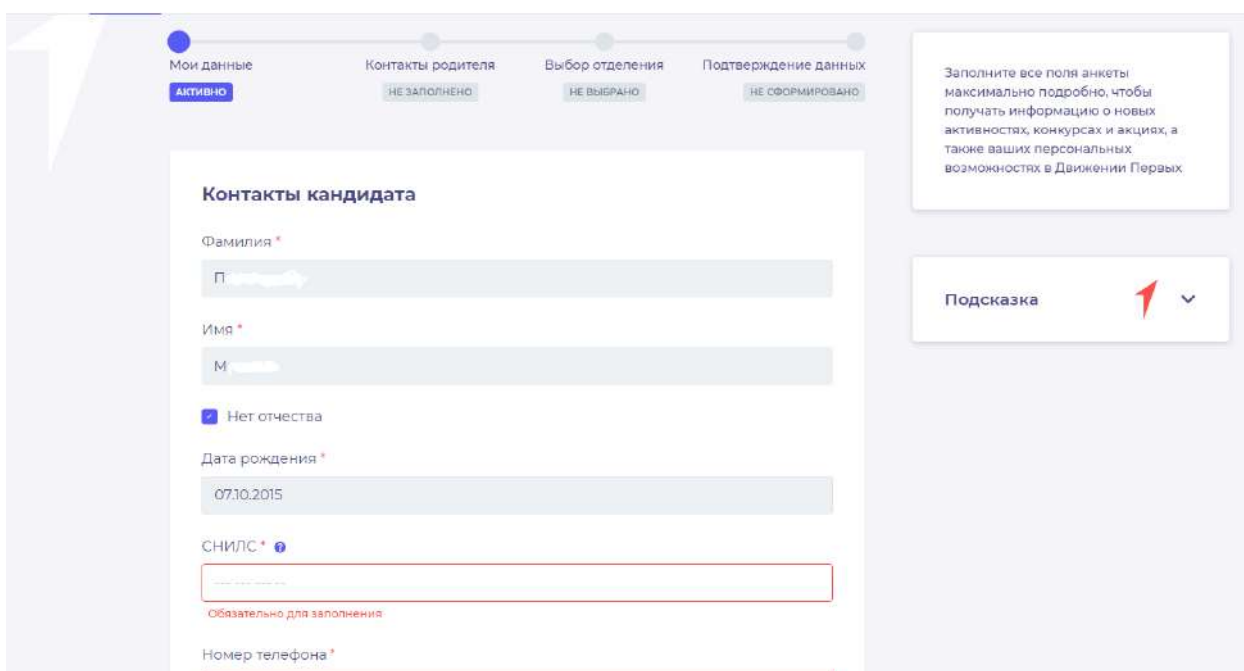 Мои данные
АКТИВНО
Контакты родителя
НЕ ЗАПОЛНЕНО
Выбор отделения
НЕ ВЫБРАНО
Подтверждение данных
НЕ СФОРМИРОВАНО
Контакты кандидата
Фамилия *
П
Имя *
М
Нет отчества
Дата рождения *
07.10.2015
СНИЛС *
Обязательно для заполнения
Номер телефона *
Заполните все поля анкеты
максимально подробно, чтобы
получать информацию о новых
активностях, конкурсах и акциях, а
также ваших персональных
возможностях в Движении Первых
Подсказка